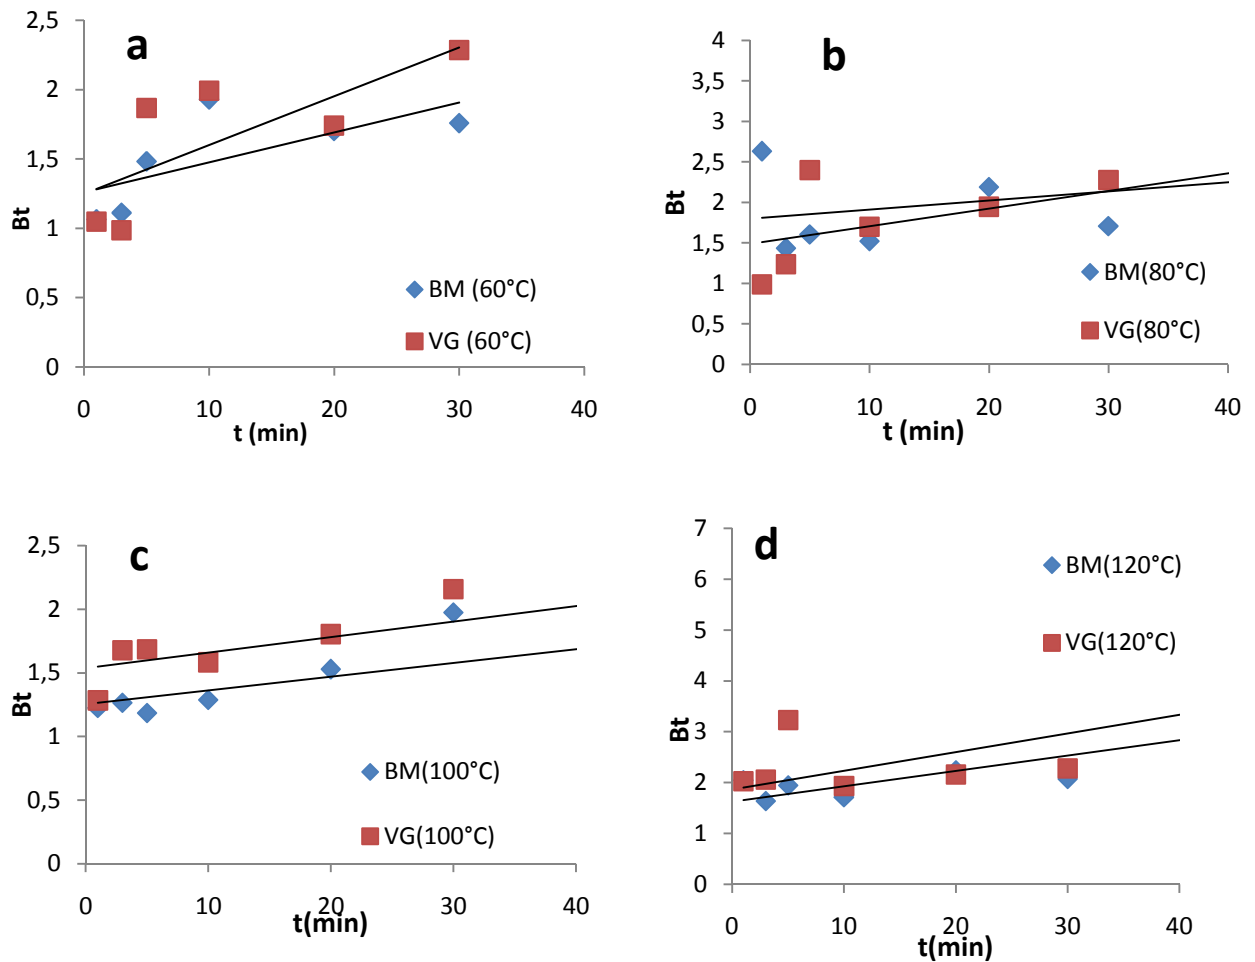 a
2,5
2
1,5
1
0,5
0
Bt
0 10 20 30 40
t (min)
BM (60°C)
VG (60°C)
b
4
3,5
3
2,5
2
1,5
1
0,5
0
Bt
0 10 20 30 40
t (min)
BM(80°C)
VG(80°C)
c
2,5
2
1,5
1
0,5
0
Bt
0 10 20 30 40
t(min)
BM(100°C)
VG(100°C)
d
7
6
5
4
3
2
1
0
Bt
0 10 20 30 40
t(min)
BM(120°C)
VG(120°C)